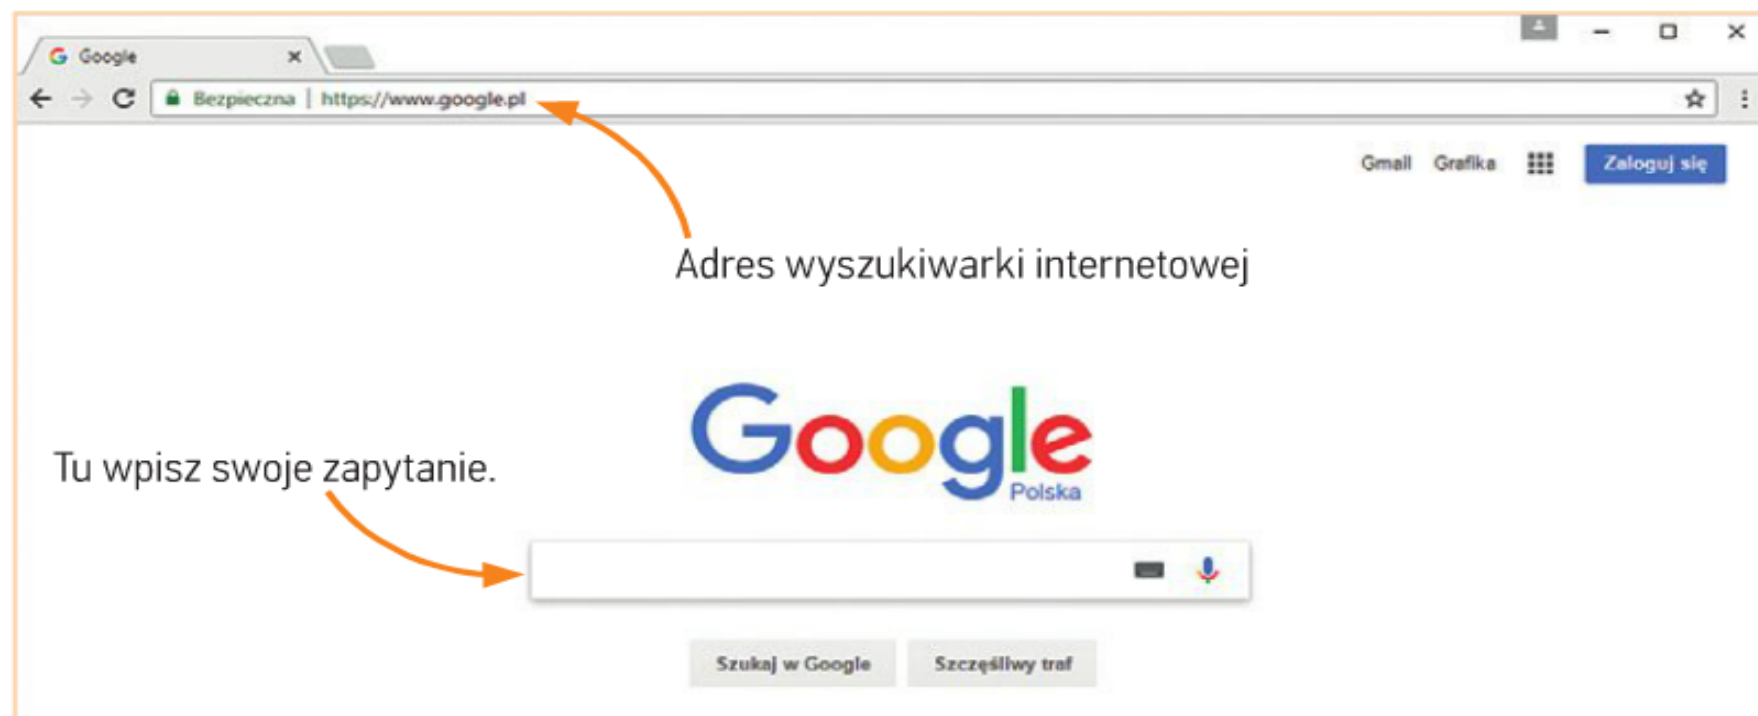 Google
Bezpieczna | https://www.google.pl
Gmail Grafika Zaloguj się
Adres wyszukiwarki internetowej
Google
Polska
Tu wpisz swoje zapytanie.
Szukaj w Google Szczęśliwy traf